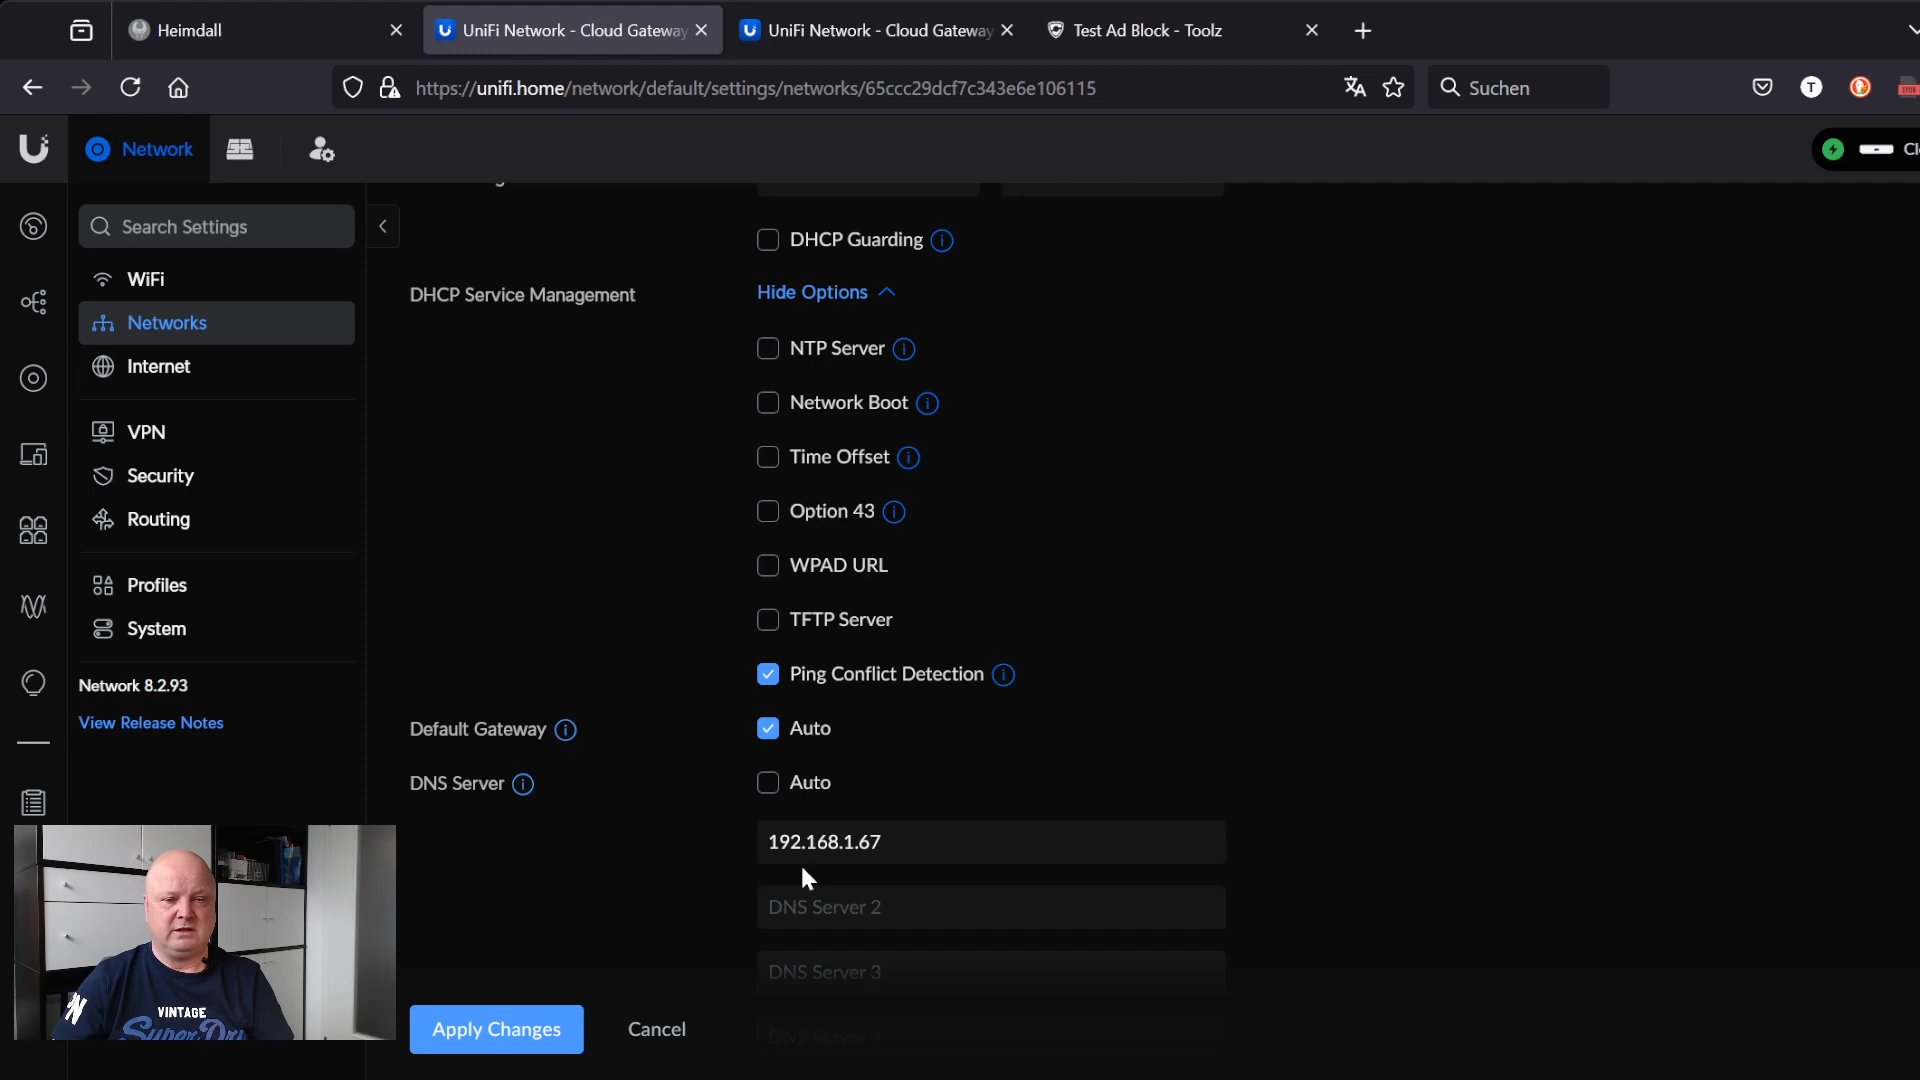 Heimdall
UniFi Network - Cloud Gateway
UniFi Network - Cloud Gateway
Test Ad Block - Toolz
https://unifi.home/network/default/settings/networks/65ccc29dcf7c343e6e106115
Suchen
T
Network
Search Settings
DHCP Guarding
WiFi
DHCP Service Management
Hide Options
Networks
NTP Server
Internet
Network Boot
VPN
Time Offset
Security
Option 43
Routing
WPAD URL
Profiles
TFTP Server
System
Ping Conflict Detection
Network 8.2.93
View Release Notes
Default Gateway
Auto
DNS Server
Auto
192.168.1.67
DNS Server 2
DNS Server 3
VINTAGE
SuperDry
Apply Changes
Cancel